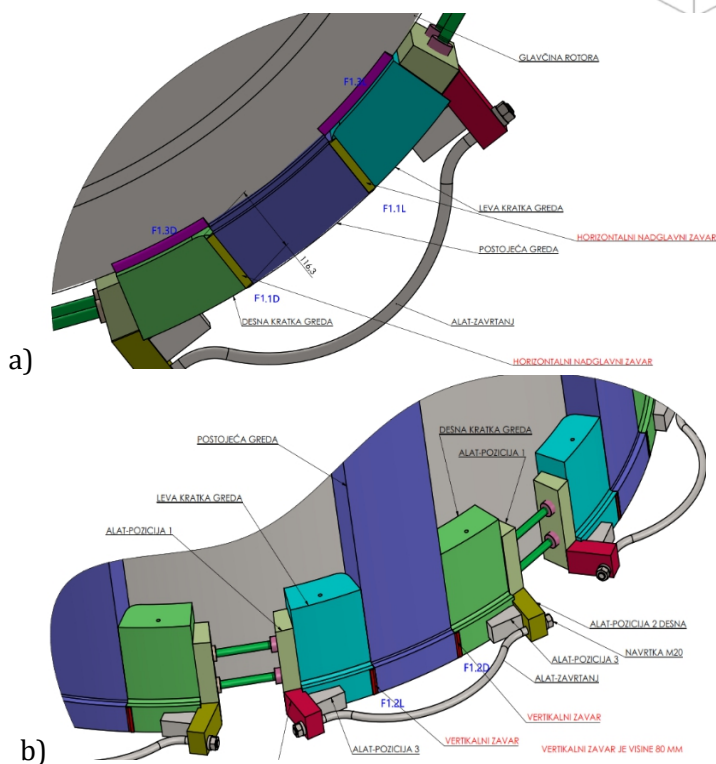 GLAVČINA ROTORA
F1.3L
LEVA KRATKA GREDA
F1.1L
HORIZONTALNI NADGLAVNI ZAVAR
F1.3D
116,3
POSTOJEĆA GREDA
F1.1D
DESNA KRATKA GREDA
ALAT-ZAVRTANJ
HORIZONTALNI NADGLAVNI ZAVAR
a)
DESNA KRATKA GREDA
POSTOJEĆA GREDA
ALAT-POZICIJA 1
LEVA KRATKA GREDA
ALAT-POZICIJA 1
ALAT-POZICIJA 2 DESNA
NAVRTKA M20
ALAT-POZICIJA 3
F1.2D
ALAT-ZAVRTANJ
F1.2L
VERTIKALNI ZAVAR
VERTIKALNI ZAVAR
ALAT-POZICIJA 3
VERTIKALNI ZAVAR JE VISINE 80 MM
b)